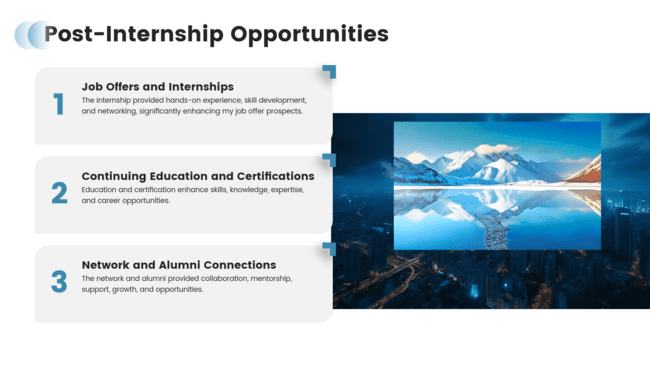 Post-Internship Opportunities
1
Job Offers and Internships
The internship provided hands-on experience, skill development,
and networking, significantly enhancing my job offer prospects.
2
Continuing Education and Certifications
Education and certification enhance skills, knowledge, expertise,
and career opportunities.
3
Network and Alumni Connections
The network and alumni provided collaboration, mentorship,
support, growth, and opportunities.